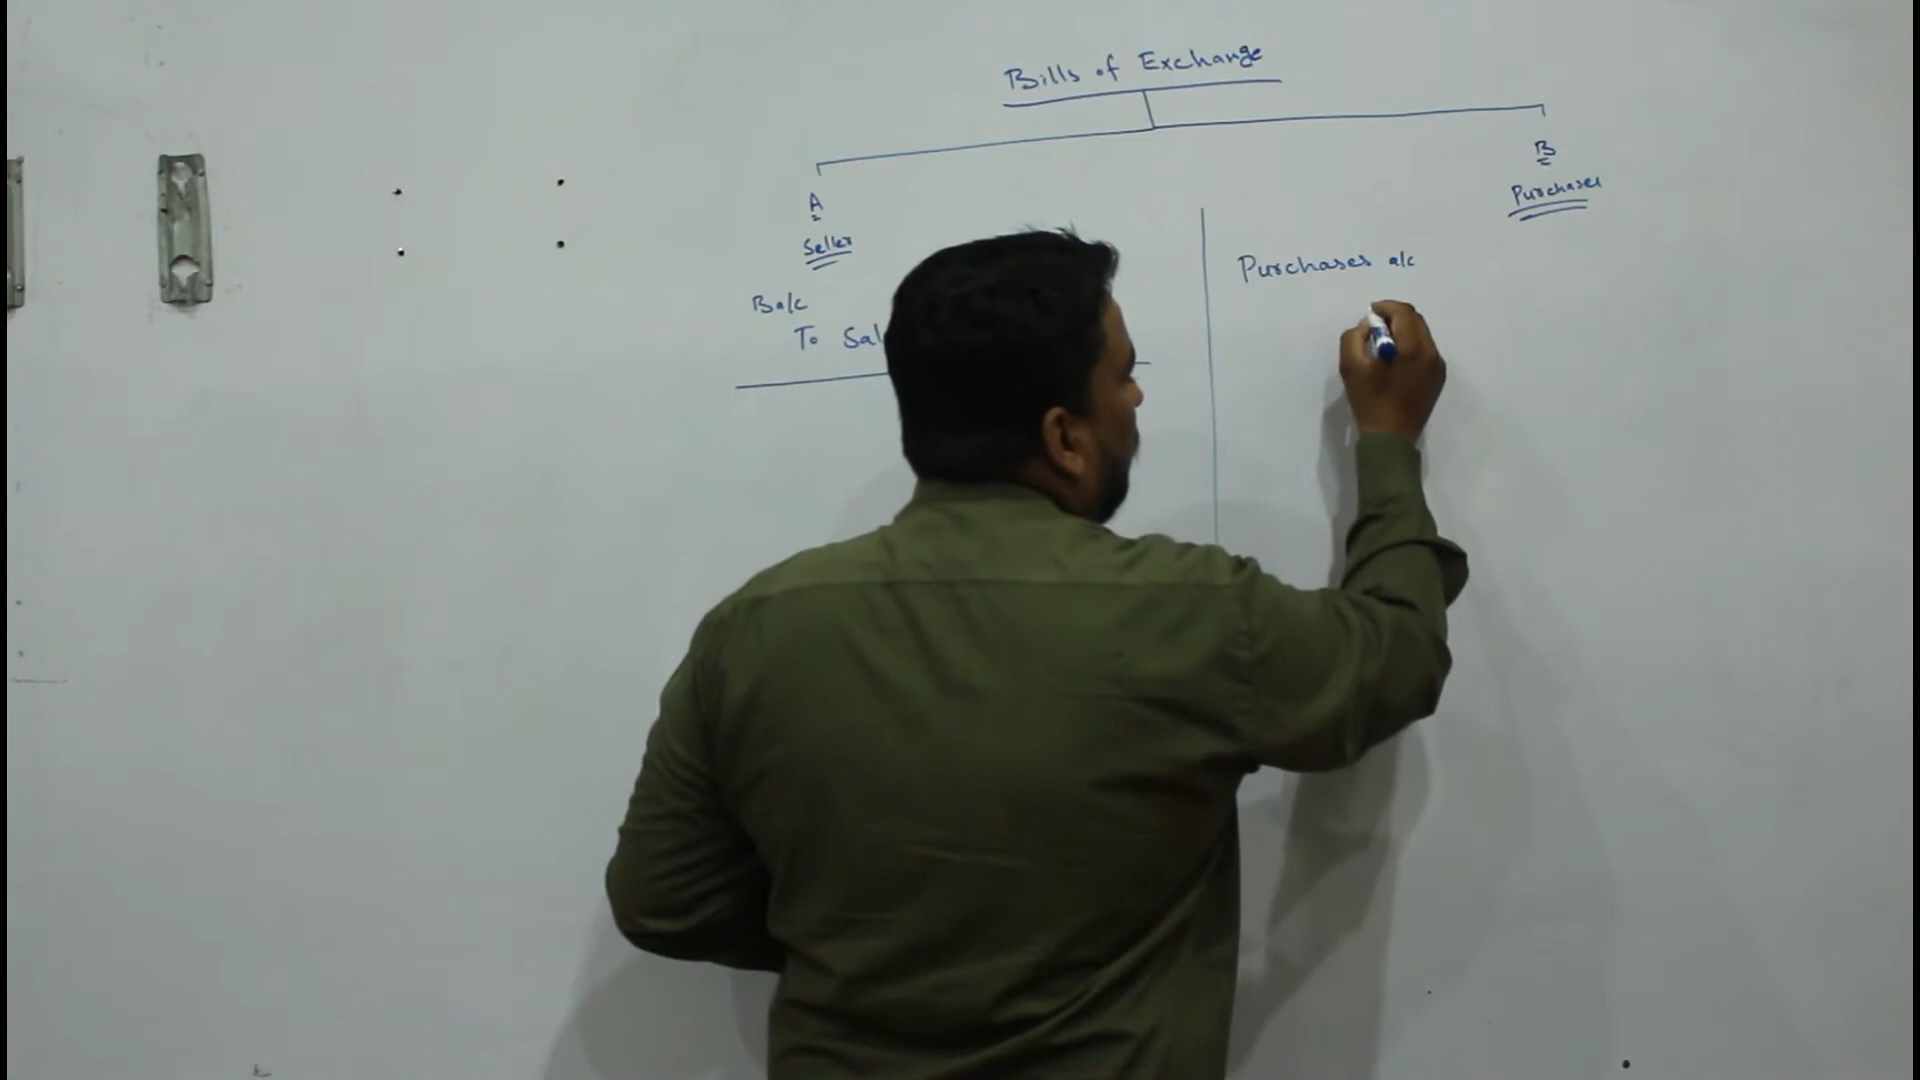 Bills of Exchange
A
Seller
B a/c
To Sal
B
Purchaser
Purchases a/c